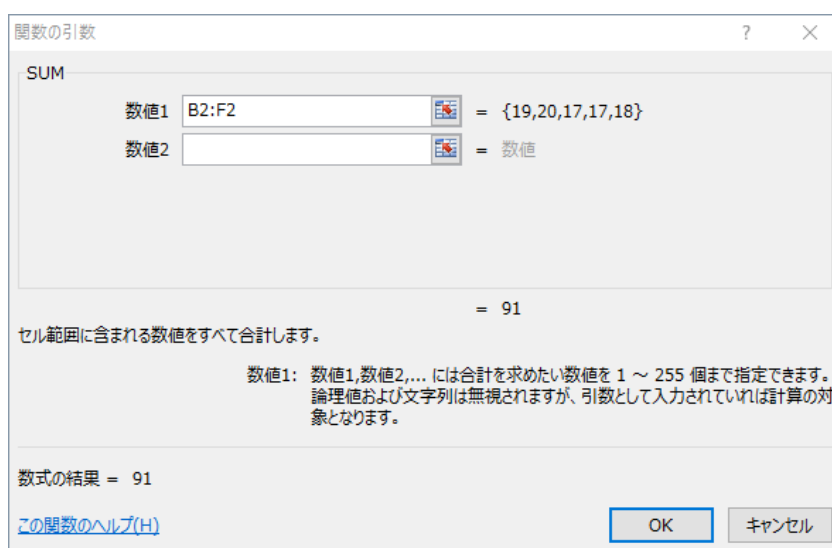 関数の引数 ?
SUM
数値1 B2:F2 = {19,20,17,17,18}
数値2 = 数値
= 91
セル範囲に含まれる数値をすべて合計します。
数値1: 数値1,数値2,... には合計を求めたい数値を 1 ～ 255 個まで指定できます。
論理値および文字列は無視されますが、引数として入力されていれば計算の対
象となります。
数式の結果 = 91
この関数のヘルプ(H) OK キャンセル